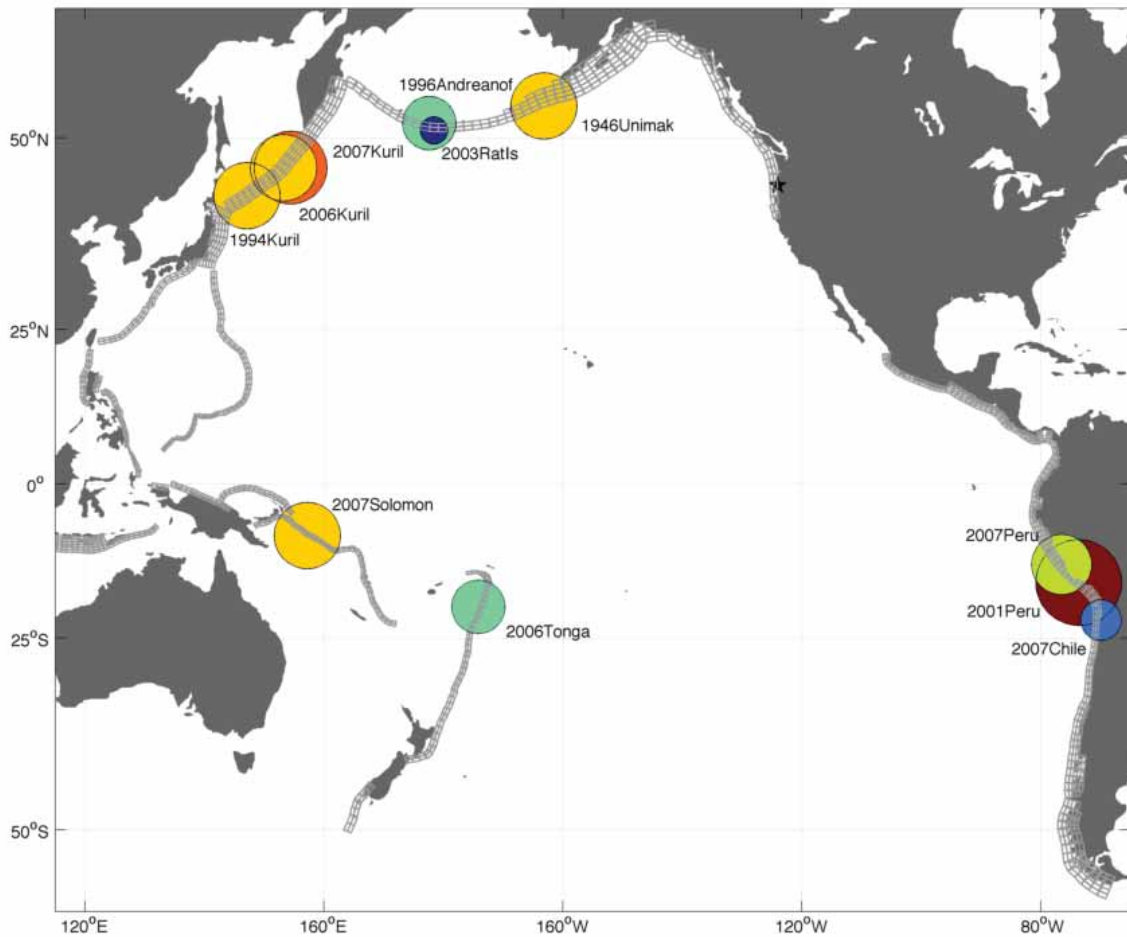 1996Andreanof
1946Unimak
50°N
2007Kuril
2003RatIs
2006Kuril
1994Kuril
25°N
0°
2007Solomon
2007Peru
2001Peru
2006Tonga
25°S
2007Chile
50°S
120°E
160°E
160°W
120°W
80°W